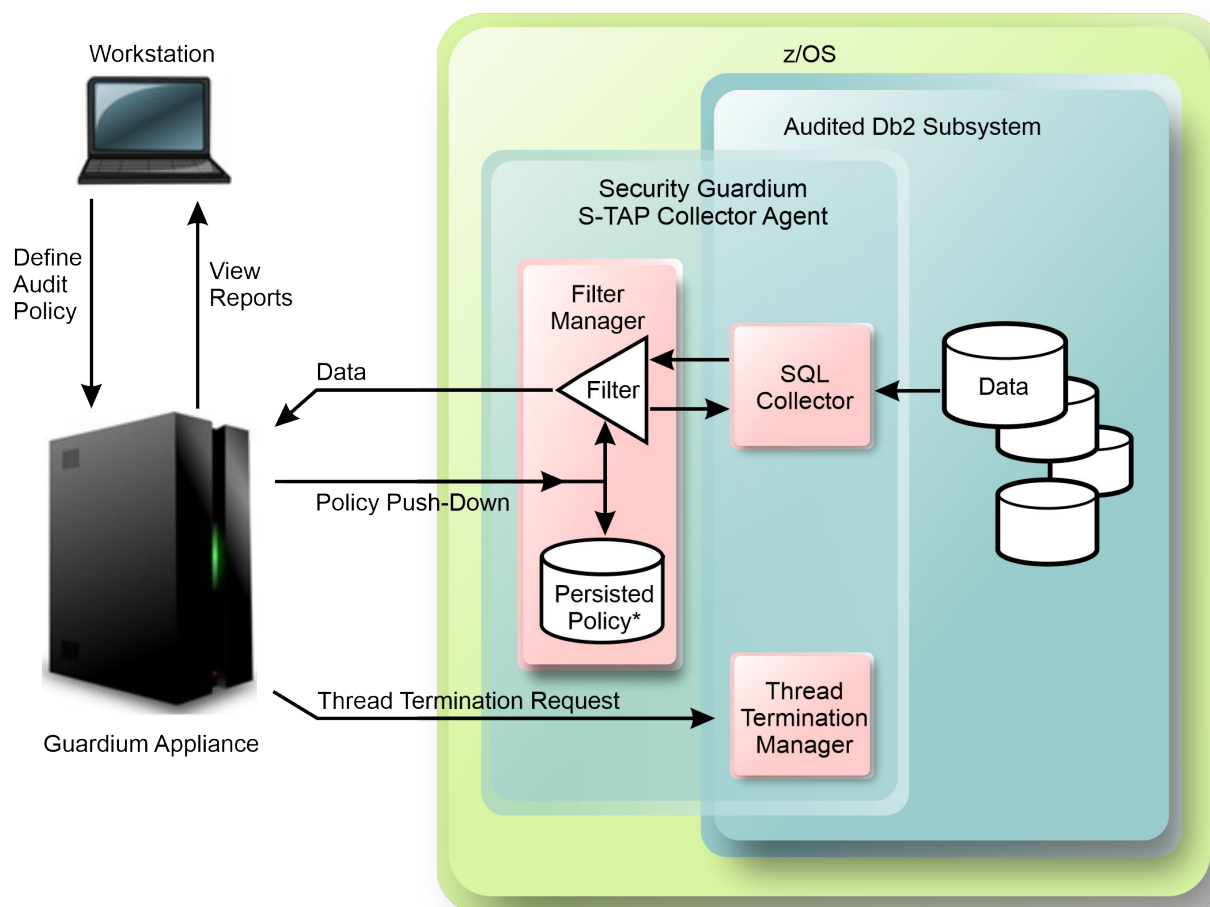 Workstation
z/OS
Audited Db2 Subsystem
Security Guardium
S-TAP Collector Agent
Define
Audit
Policy
View
Reports
Filter
Manager
Data
Filter
SQL
Collector
Data
Policy Push-Down
Persisted
Policy*
Thread Termination Request
Thread
Termination
Manager
Guardium Appliance